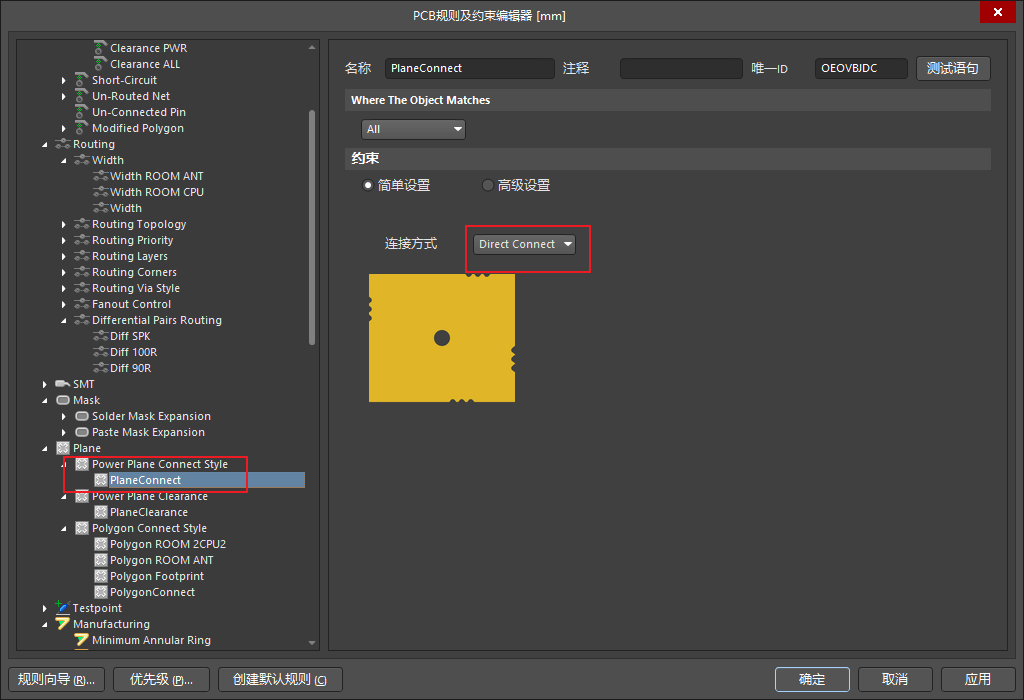 PCB规则及约束编辑器 [mm]
Clearance PWR
Clearance ALL
Short-Circuit
Un-Routed Net
Un-Connected Pin
Modified Polygon
Routing
Width
Width ROOM ANT
Width ROOM CPU
Width
Routing Topology
Routing Priority
Routing Layers
Routing Corners
Routing Via Style
Fanout Control
Differential Pairs Routing
Diff SPK
Diff 100R
Diff 90R
SMT
Mask
Solder Mask Expansion
Paste Mask Expansion
Plane
Power Plane Connect Style
PlaneConnect
Power Plane Clearance
PlaneClearance
Polygon Connect Style
Polygon ROOM 2CPU2
Polygon ROOM ANT
Polygon Footprint
PolygonConnect
Testpoint
Manufacturing
Minimum Annular Ring
名称 PlaneConnect 注释 唯一ID OEOVBJDC 测试语句
Where The Object Matches
All
约束
简单设置 高级设置
连接方式 Direct Connect
规则向导 (R)... 优先级 (P)... 创建默认规则 (C) 确定 取消 应用